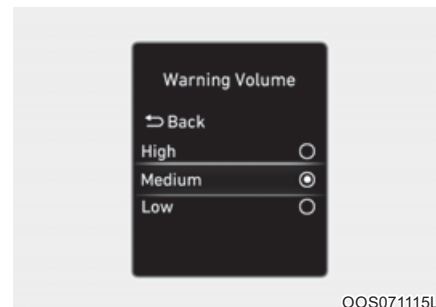 Warning Volume
Back
High
Medium
Low
OOS071115L